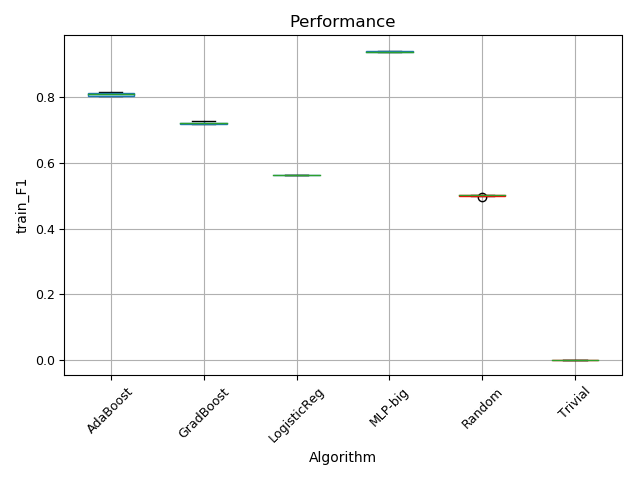 Performance
train_F1
0.8
0.6
0.4
0.2
0.0
AdaBoost
GradBoost
LogisticReg
MLP-big
Random
Trivial
Algorithm